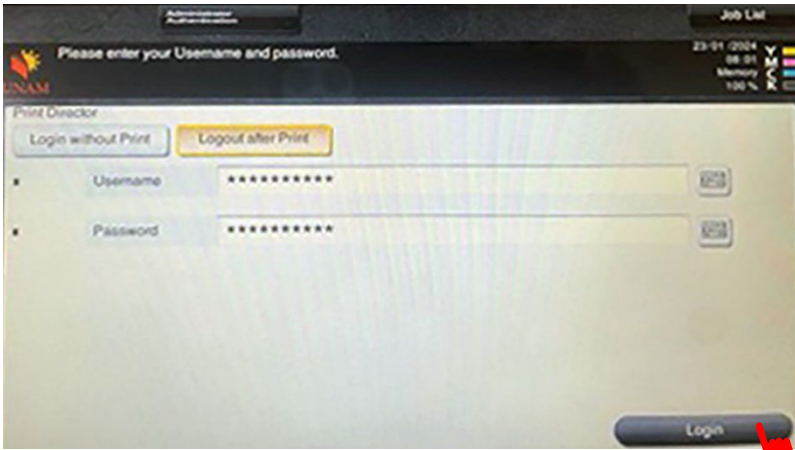 Administrator
Authentication
Job List
Please enter your Username and password.
23/01 /2024
08:01
Memory
100 %
Y
M
C
K
UNAM
Print Director
Login without Print
Logout after Print
* Username **********
* Password **********
Login